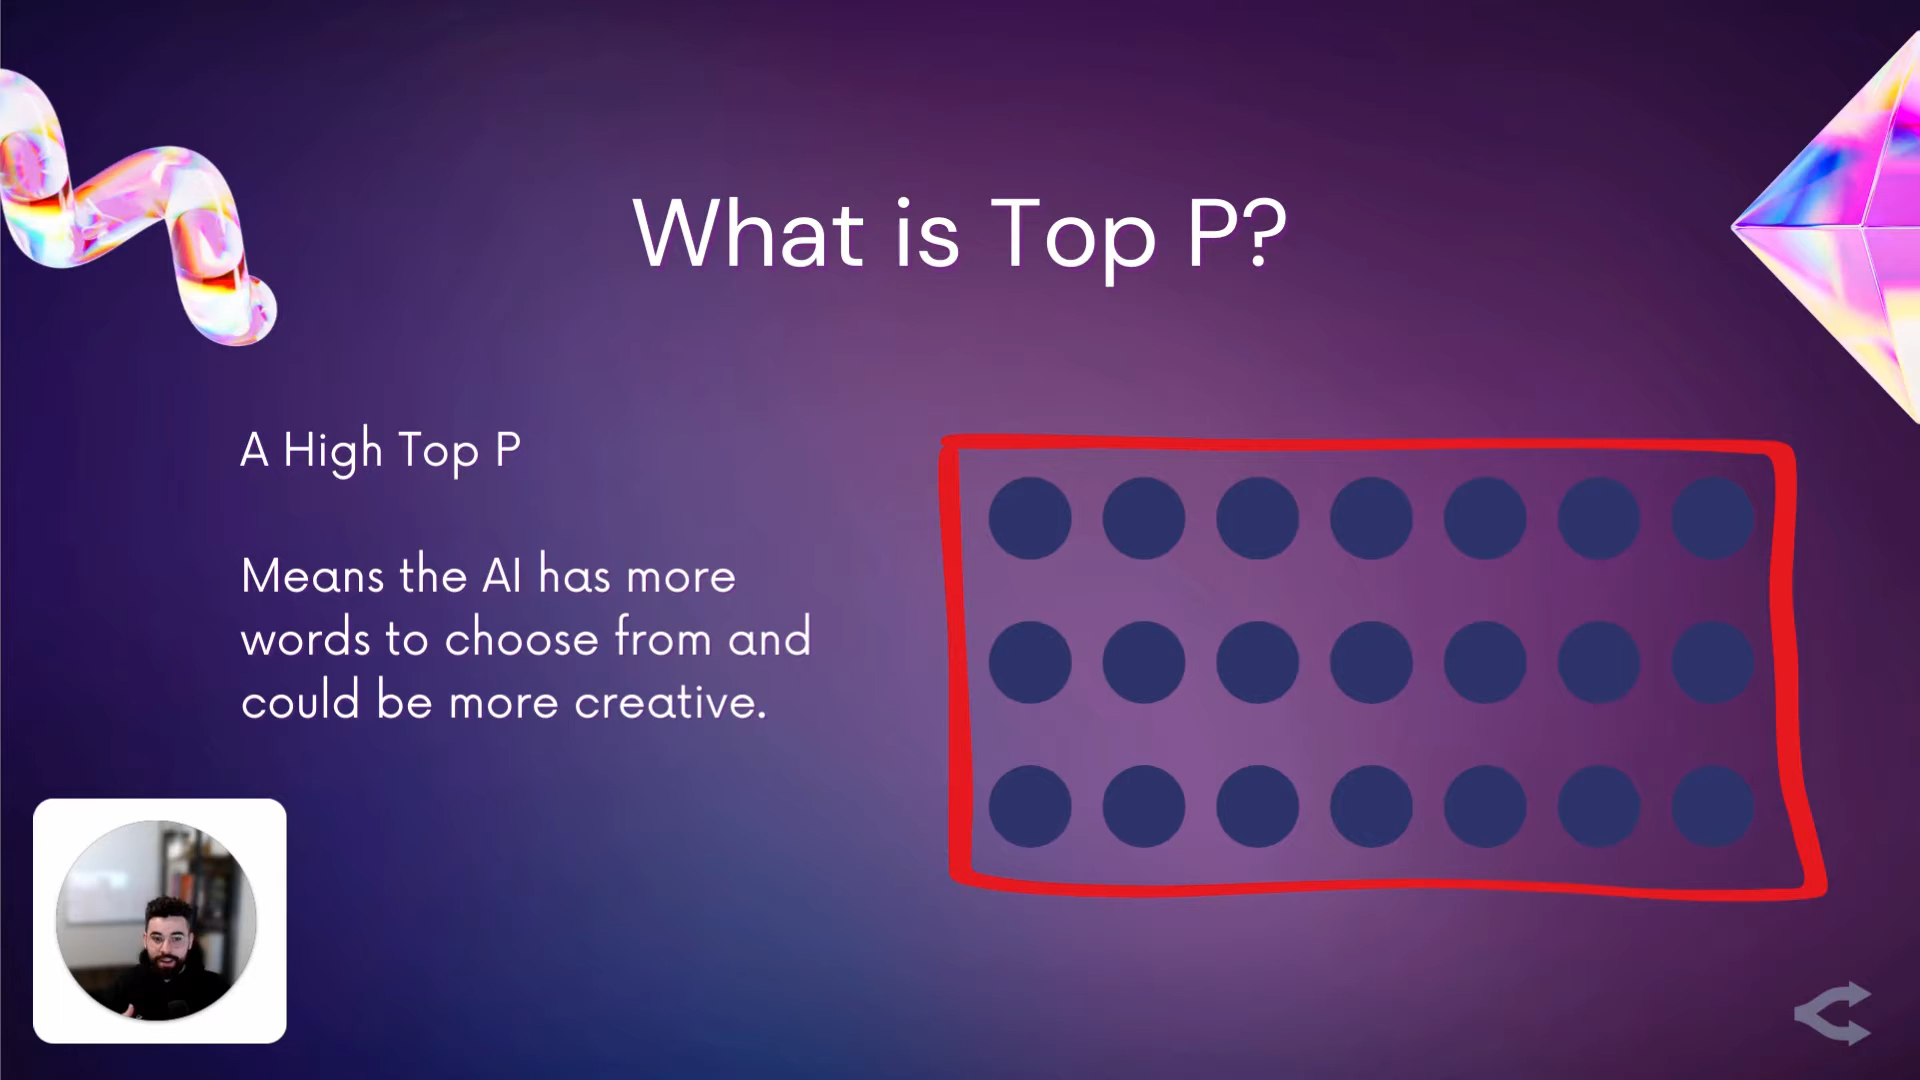 What is Top P?
A High Top P
Means the AI has more
words to choose from and
could be more creative.